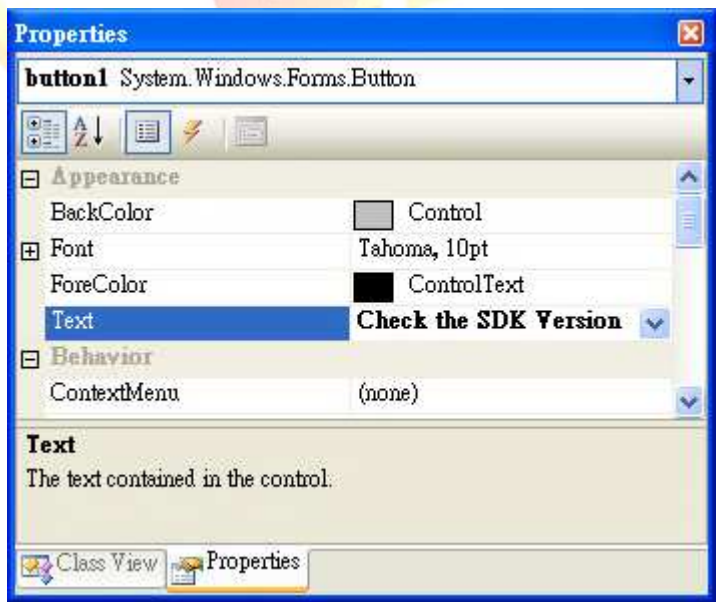 Properties
button1 System.Windows.Forms.Button
A
Z
Appearance
BackColor Control
Font Tahoma, 10pt
ForeColor ControlText
Text Check the SDK Version
Behavior
ContextMenu (none)
Text
The text contained in the control.
Class View Properties